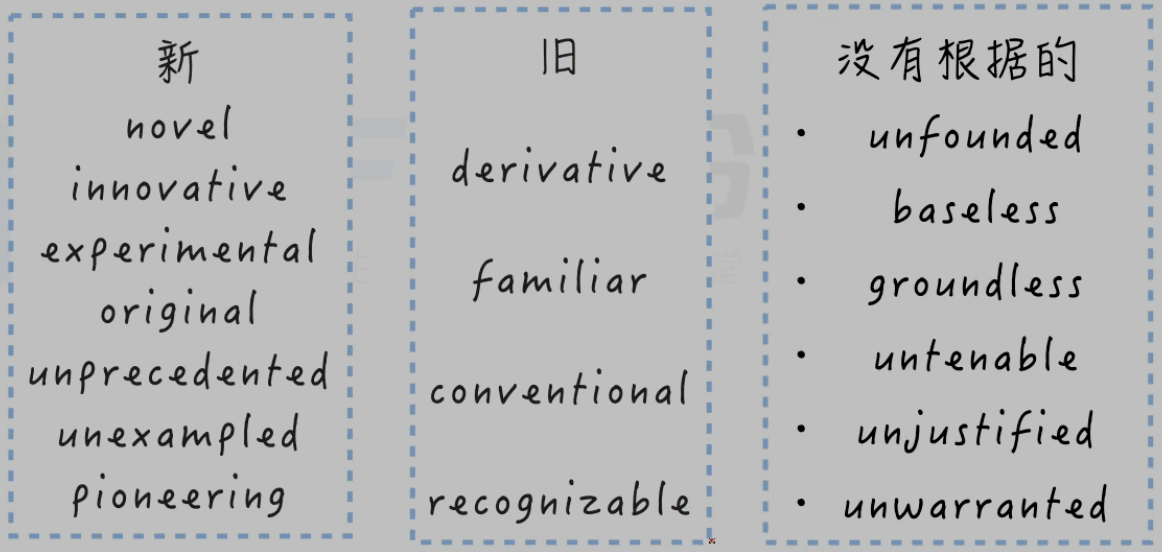 新
novel
innovative
experimental
original
unprecedented
unexampled
pioneering
旧
derivative
familiar
conventional
recognizable
没有根据的
• unfounded
• baseless
• groundless
• untenable
• unjustified
• unwarranted